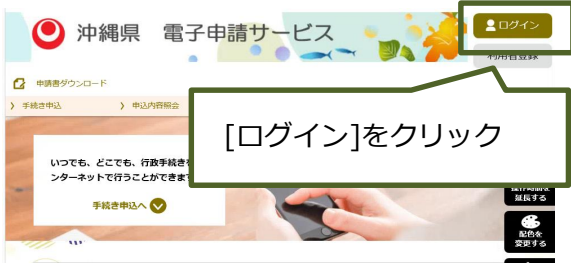 沖縄県 電子申請サービス
ログイン
利用者登録
申請書ダウンロード
手続き申込
申込内容照会
[ログイン]をクリック
いつでも、どこでも、行政手続き
ンターネットで行うことができま
手続き申込へ
操作時間を
延長する
配色を
変更する